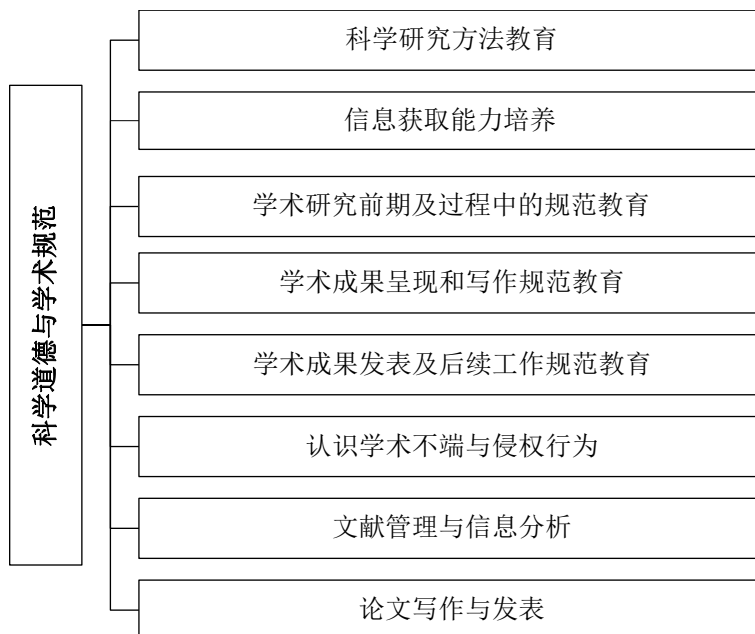 科学道德与学术规范
科学研究方法教育
信息获取能力培养
学术研究前期及过程中的规范教育
学术成果呈现和写作规范教育
学术成果发表及后续工作规范教育
认识学术不端与侵权行为
文献管理与信息分析
论文写作与发表